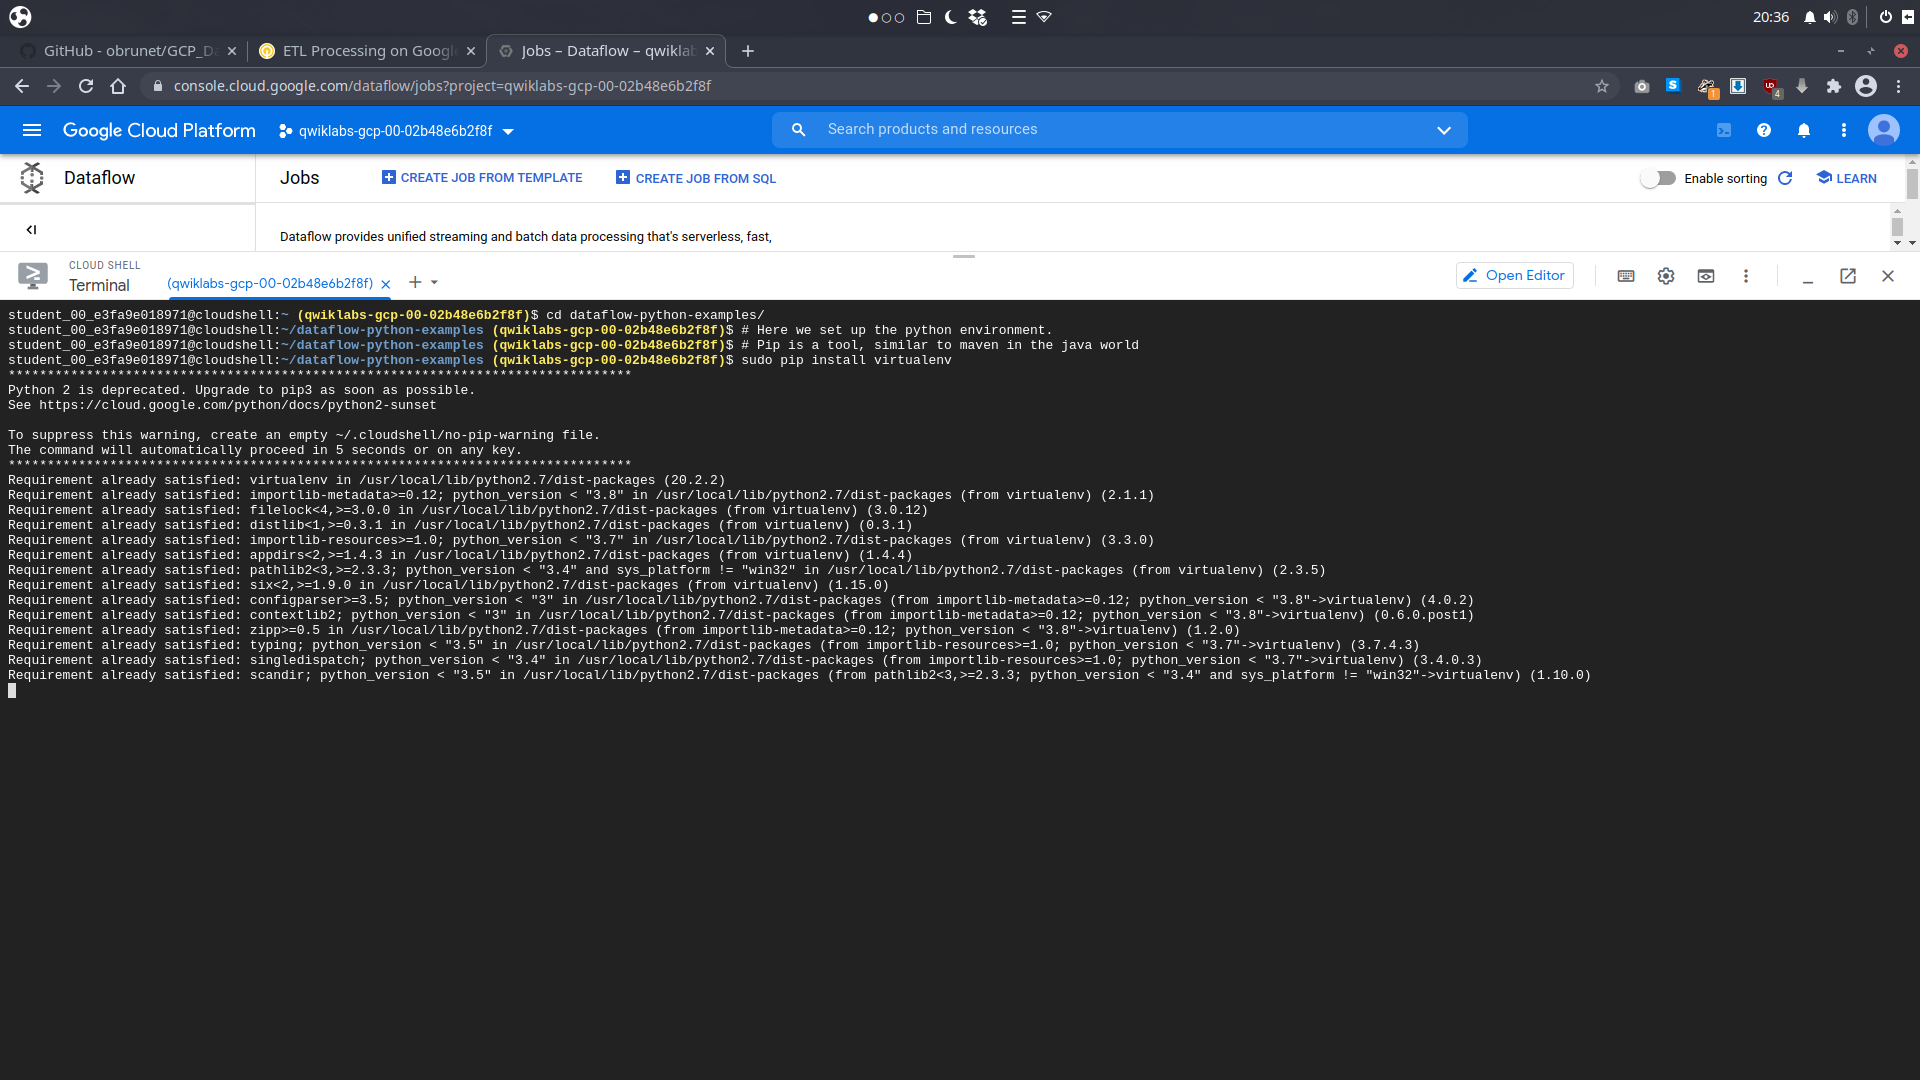 20:36
GitHub - obrunet/GCP_Da
ETL Processing on Google
Jobs – Dataflow – qwiklab
console.cloud.google.com/dataflow/jobs?project=qwiklabs-gcp-00-02b48e6b2f8f
1
4
Google Cloud Platform
qwiklabs-gcp-00-02b48e6b2f8f
Search products and resources
Dataflow
Jobs
CREATE JOB FROM TEMPLATE
CREATE JOB FROM SQL
Enable sorting
LEARN
Dataflow provides unified streaming and batch data processing that's serverless, fast,
CLOUD SHELL
Terminal
(qwiklabs-gcp-00-02b48e6b2f8f)
Open Editor
student_00_e3fa9e018971@cloudshell:~ (qwiklabs-gcp-00-02b48e6b2f8f)$ cd dataflow-python-examples/
student_00_e3fa9e018971@cloudshell:~/dataflow-python-examples (qwiklabs-gcp-00-02b48e6b2f8f)$ # Here we set up the python environment.
student_00_e3fa9e018971@cloudshell:~/dataflow-python-examples (qwiklabs-gcp-00-02b48e6b2f8f)$ # Pip is a tool, similar to maven in the java world
student_00_e3fa9e018971@cloudshell:~/dataflow-python-examples (qwiklabs-gcp-00-02b48e6b2f8f)$ sudo pip install virtualenv
********************************************************************************
Python 2 is deprecated. Upgrade to pip3 as soon as possible.
See https://cloud.google.com/python/docs/python2-sunset
To suppress this warning, create an empty ~/.cloudshell/no-pip-warning file.
The command will automatically proceed in 5 seconds or on any key.
********************************************************************************
Requirement already satisfied: virtualenv in /usr/local/lib/python2.7/dist-packages (20.2.2)
Requirement already satisfied: importlib-metadata>=0.12; python_version < "3.8" in /usr/local/lib/python2.7/dist-packages (from virtualenv) (2.1.1)
Requirement already satisfied: filelock<4,>=3.0.0 in /usr/local/lib/python2.7/dist-packages (from virtualenv) (3.0.12)
Requirement already satisfied: distlib<1,>=0.3.1 in /usr/local/lib/python2.7/dist-packages (from virtualenv) (0.3.1)
Requirement already satisfied: importlib-resources>=1.0; python_version < "3.7" in /usr/local/lib/python2.7/dist-packages (from virtualenv) (3.3.0)
Requirement already satisfied: appdirs<2,>=1.4.3 in /usr/local/lib/python2.7/dist-packages (from virtualenv) (1.4.4)
Requirement already satisfied: pathlib2<3,>=2.3.3; python_version < "3.4" and sys_platform != "win32" in /usr/local/lib/python2.7/dist-packages (from virtualenv) (2.3.5)
Requirement already satisfied: six<2,>=1.9.0 in /usr/local/lib/python2.7/dist-packages (from virtualenv) (1.15.0)
Requirement already satisfied: configparser>=3.5; python_version < "3" in /usr/local/lib/python2.7/dist-packages (from importlib-metadata>=0.12; python_version < "3.8"->virtualenv) (4.0.2)
Requirement already satisfied: contextlib2; python_version < "3" in /usr/local/lib/python2.7/dist-packages (from importlib-metadata>=0.12; python_version < "3.8"->virtualenv) (0.6.0.post1)
Requirement already satisfied: zipp>=0.5 in /usr/local/lib/python2.7/dist-packages (from importlib-metadata>=0.12; python_version < "3.8"->virtualenv) (1.2.0)
Requirement already satisfied: typing; python_version < "3.5" in /usr/local/lib/python2.7/dist-packages (from importlib-resources>=1.0; python_version < "3.7"->virtualenv) (3.7.4.3)
Requirement already satisfied: singledispatch; python_version < "3.4" in /usr/local/lib/python2.7/dist-packages (from importlib-resources>=1.0; python_version < "3.7"->virtualenv) (3.4.0.3)
Requirement already satisfied: scandir; python_version < "3.5" in /usr/local/lib/python2.7/dist-packages (from pathlib2<3,>=2.3.3; python_version < "3.4" and sys_platform != "win32"->virtualenv) (1.10.0)